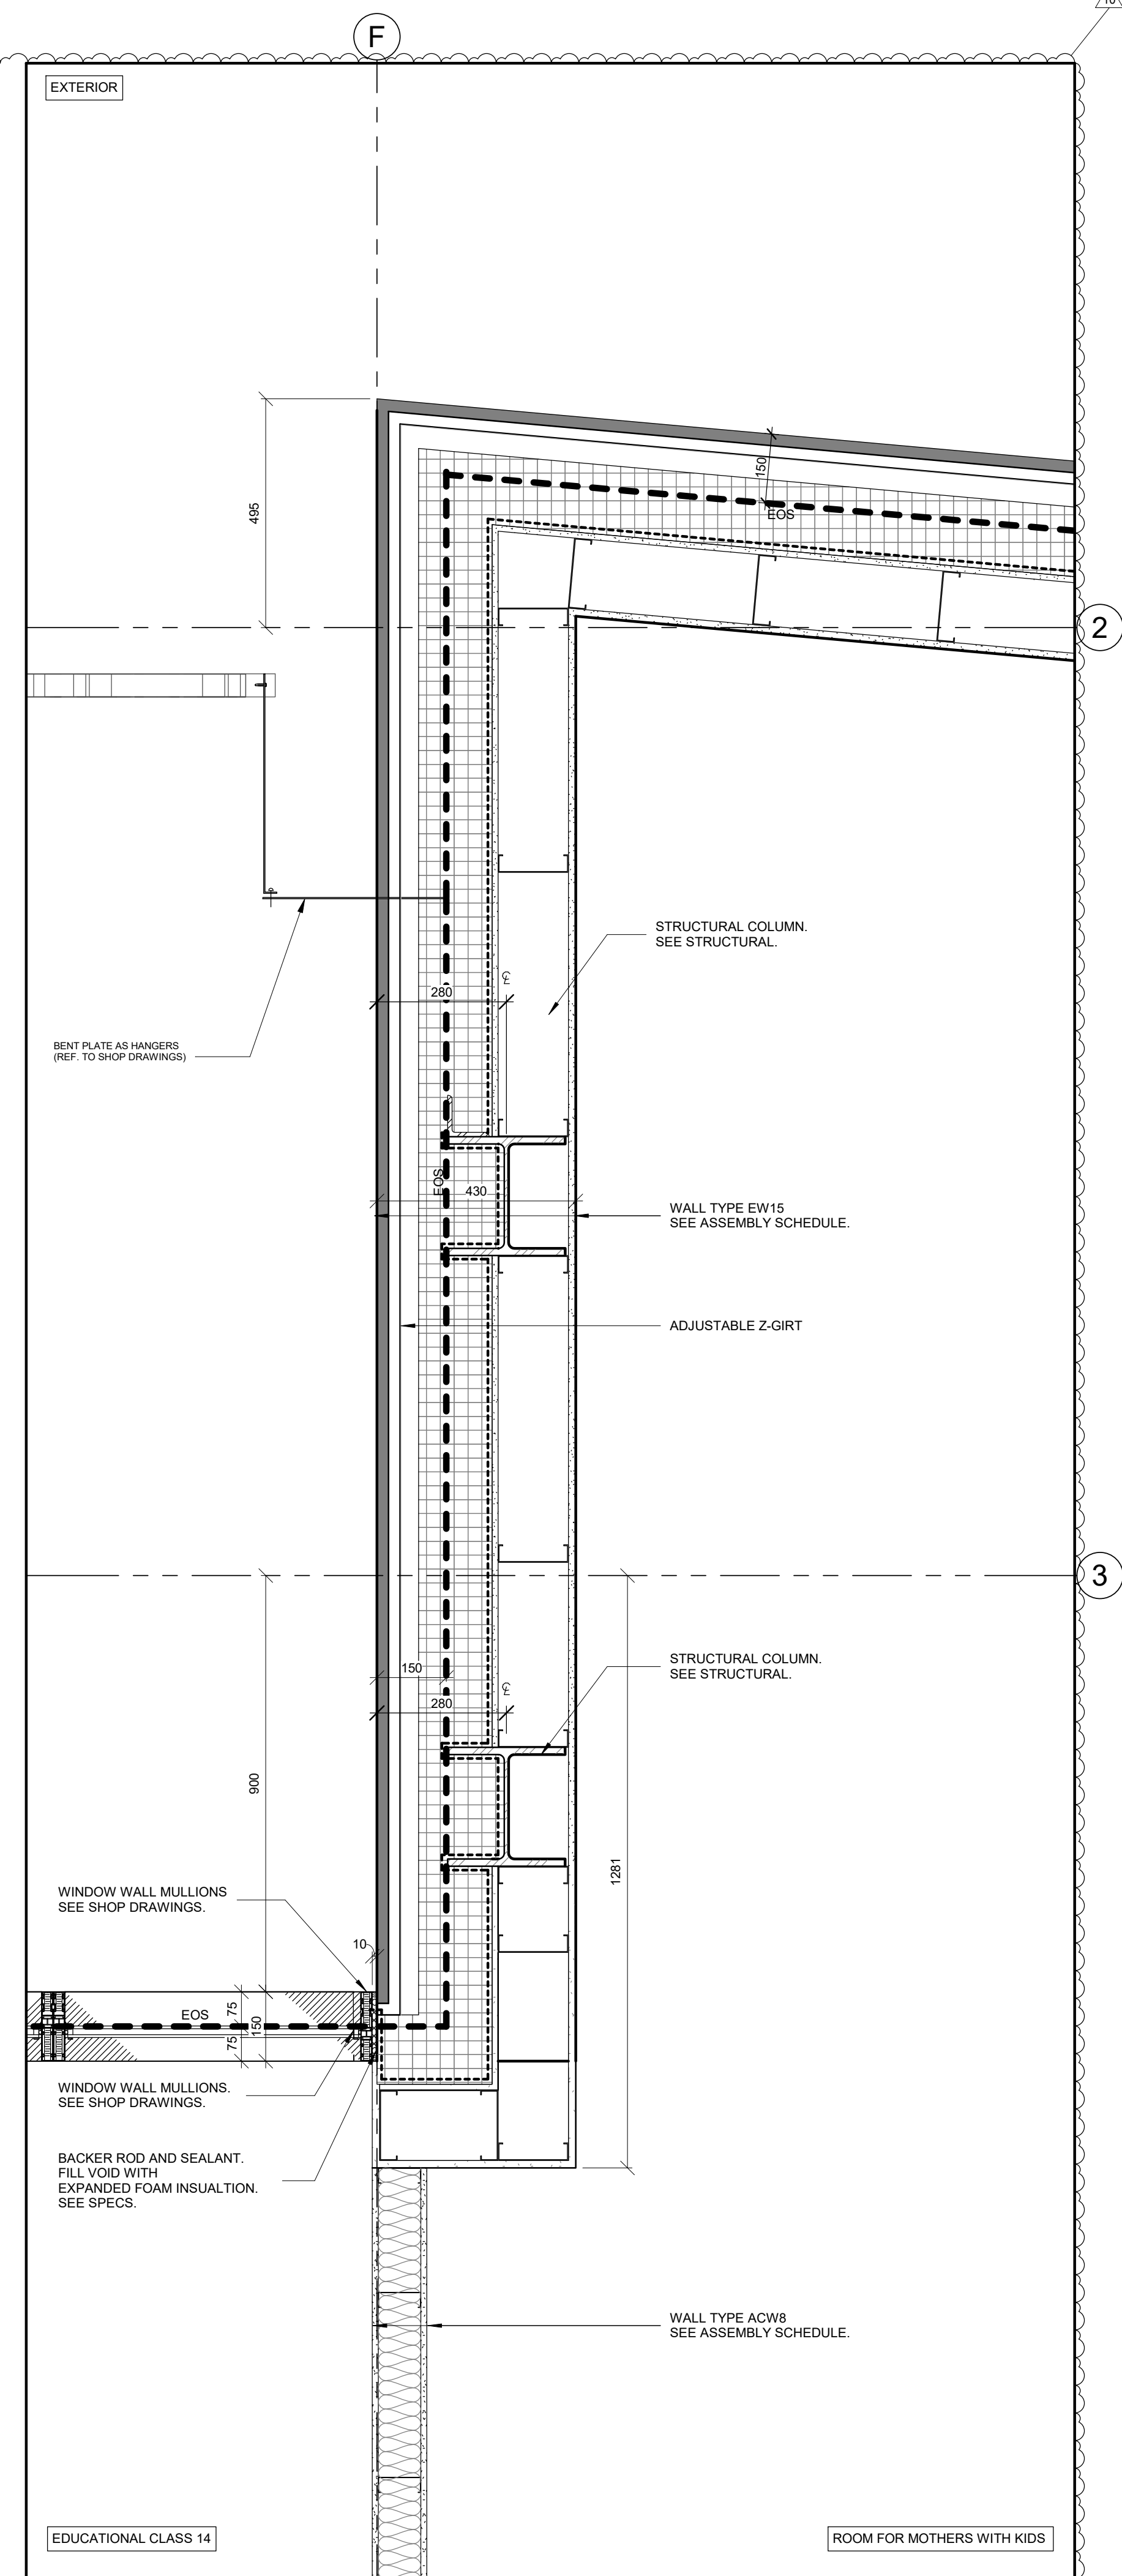 10
F
EXTERIOR
495
150
EOS
2
STRUCTURAL COLUMN.
SEE STRUCTURAL.
℄
280
BENT PLATE AS HANGERS
(REF. TO SHOP DRAWINGS)
EOS
430
WALL TYPE EW15
SEE ASSEMBLY SCHEDULE.
ADJUSTABLE Z-GIRT
3
STRUCTURAL COLUMN.
SEE STRUCTURAL.
150
℄
280
900
1281
WINDOW WALL MULLIONS
SEE SHOP DRAWINGS.
10
EOS
75
150
75
WINDOW WALL MULLIONS.
SEE SHOP DRAWINGS.
BACKER ROD AND SEALANT.
FILL VOID WITH
EXPANDED FOAM INSUALTION.
SEE SPECS.
WALL TYPE ACW8
SEE ASSEMBLY SCHEDULE.
EDUCATIONAL CLASS 14
ROOM FOR MOTHERS WITH KIDS